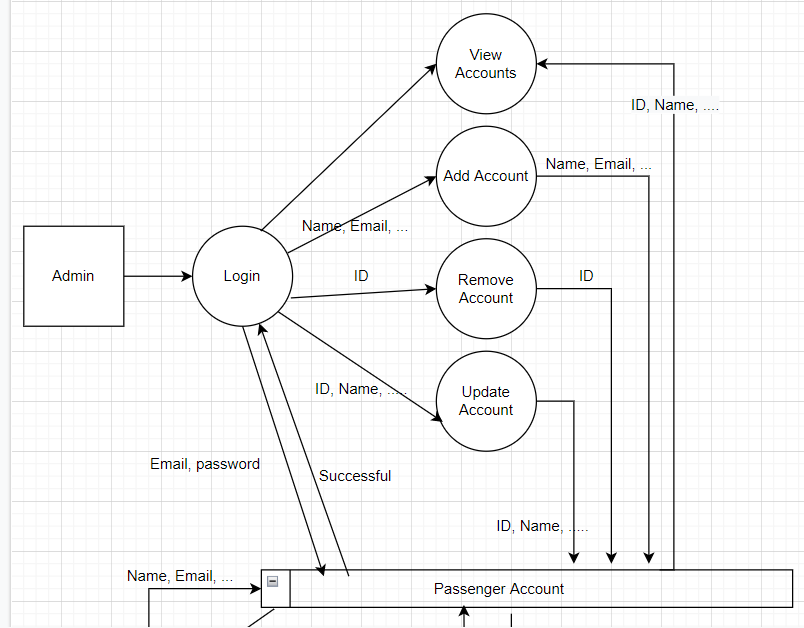 View
Accounts
ID, Name, ....
Name, Email, ...
Add Account
Name, Email, ...
Admin
Login
ID
Remove
Account
ID
ID, Name, .....
Update
Account
Email, password
Successful
ID, Name, .....
Name, Email, ...
Passenger Account